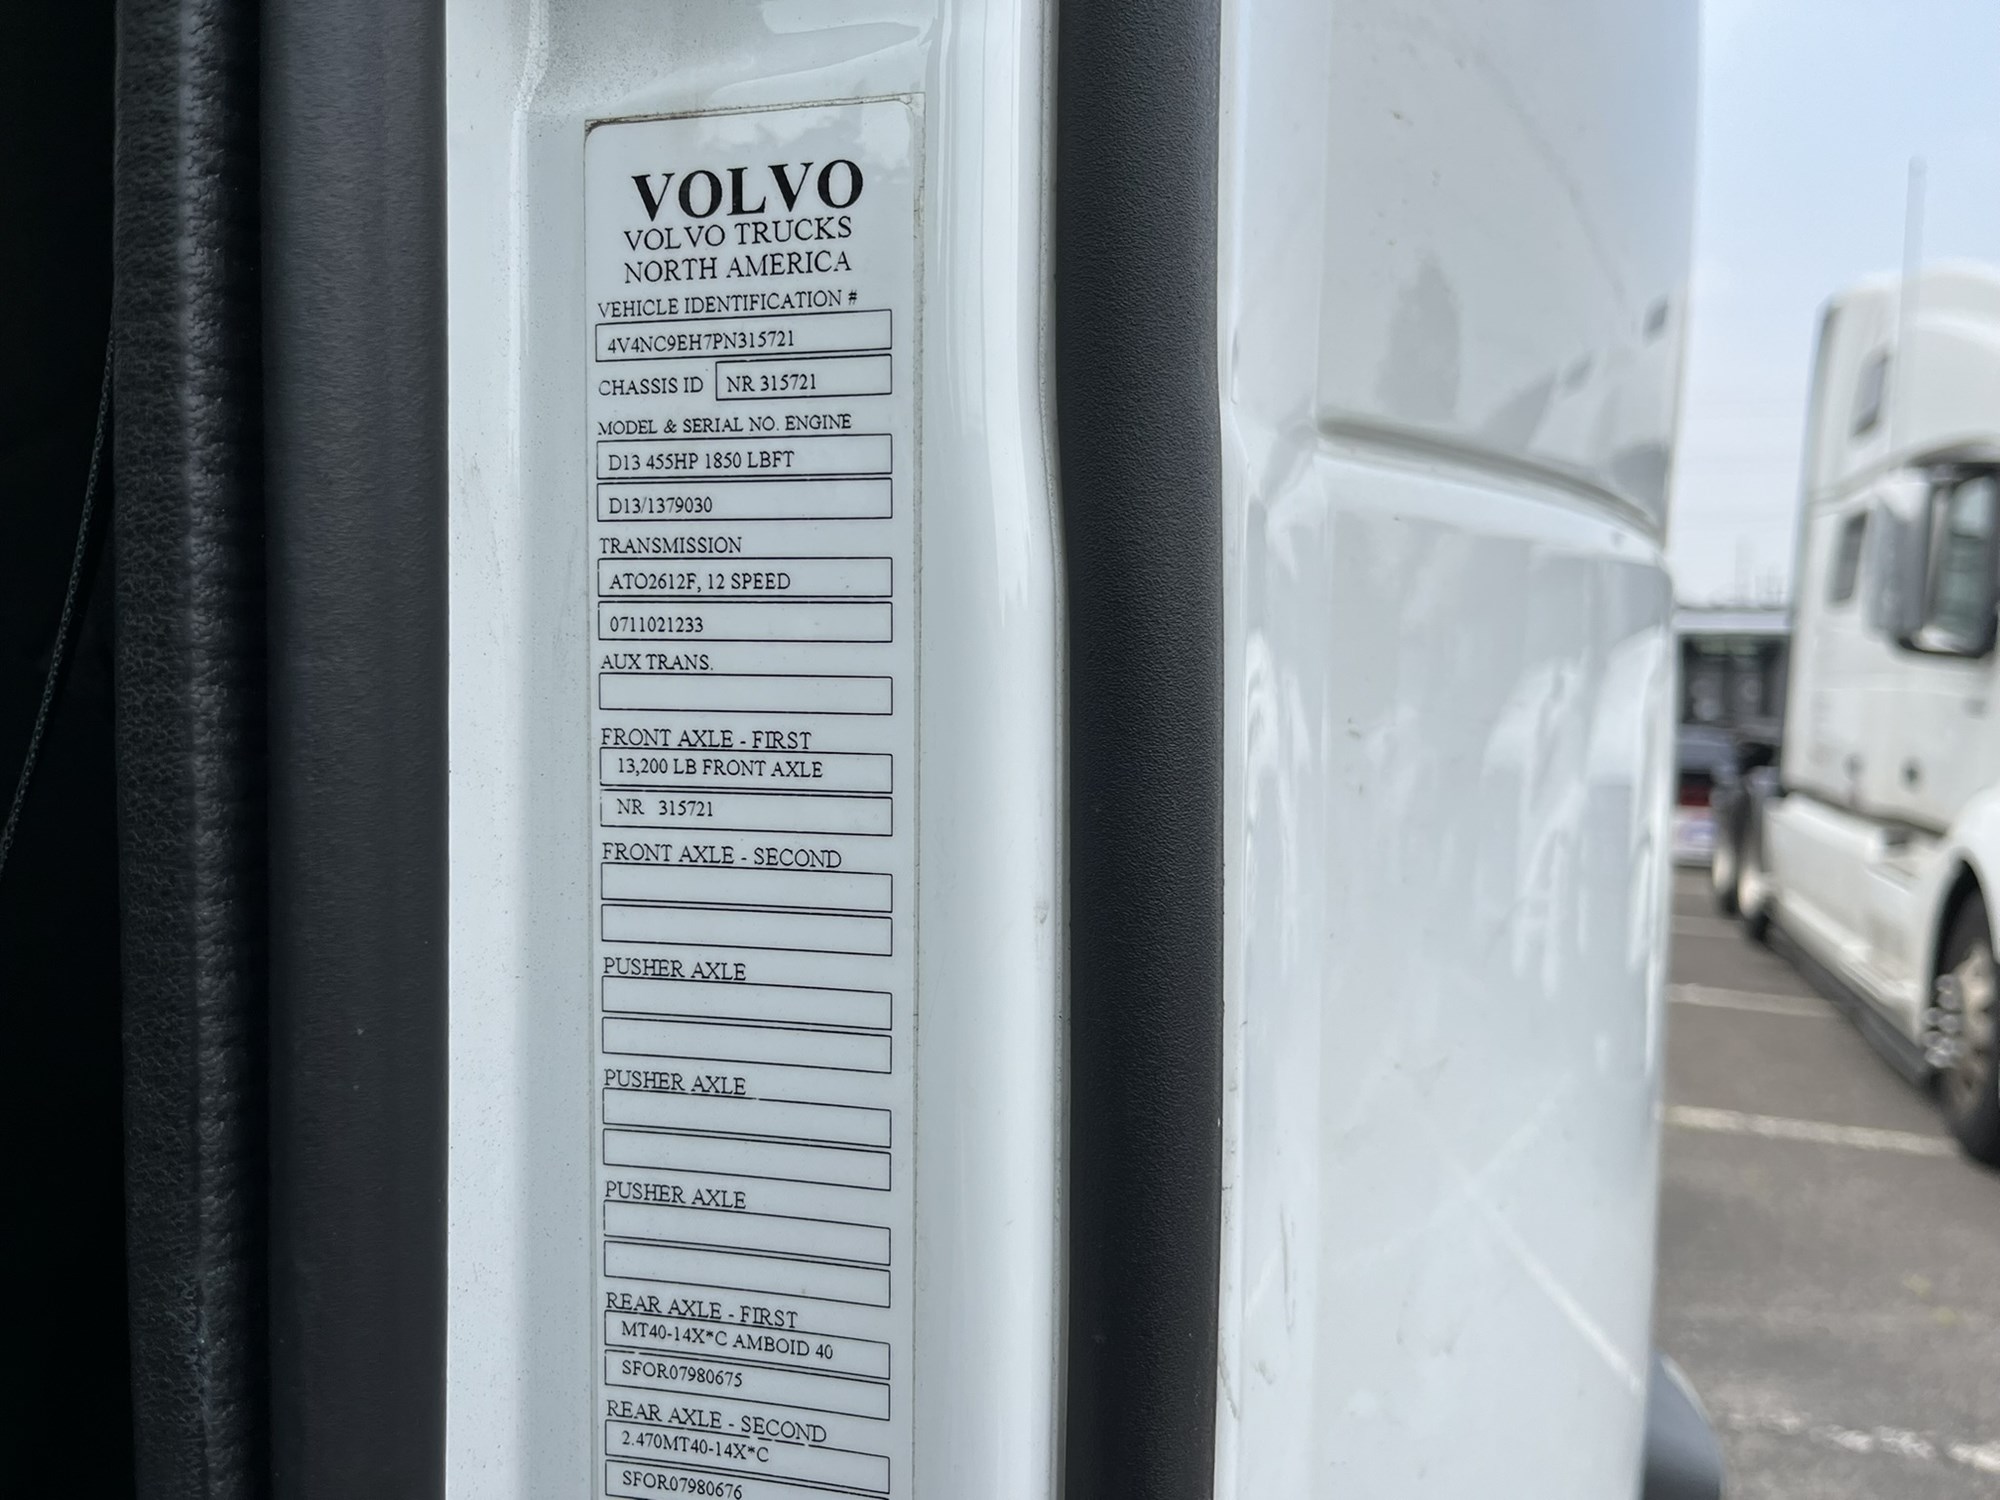 VOLVO
VOLVO TRUCKS
NORTH AMERICA
VEHICLE IDENTIFICATION #
4V4NC9EH7PN315721
CHASSIS ID NR 315721
MODEL & SERIAL NO. ENGINE
D13 455HP 1850 LBFT
D13/1379030
TRANSMISSION
ATO2612F, 12 SPEED
0711021233
AUX TRANS.
FRONT AXLE - FIRST
13,200 LB FRONT AXLE
NR 315721
FRONT AXLE - SECOND
PUSHER AXLE
PUSHER AXLE
PUSHER AXLE
REAR AXLE - FIRST
MT40-14X*C AMBOID 40
SFOR07980675
REAR AXLE - SECOND
2.470MT40-14X*C
SFOR07980676